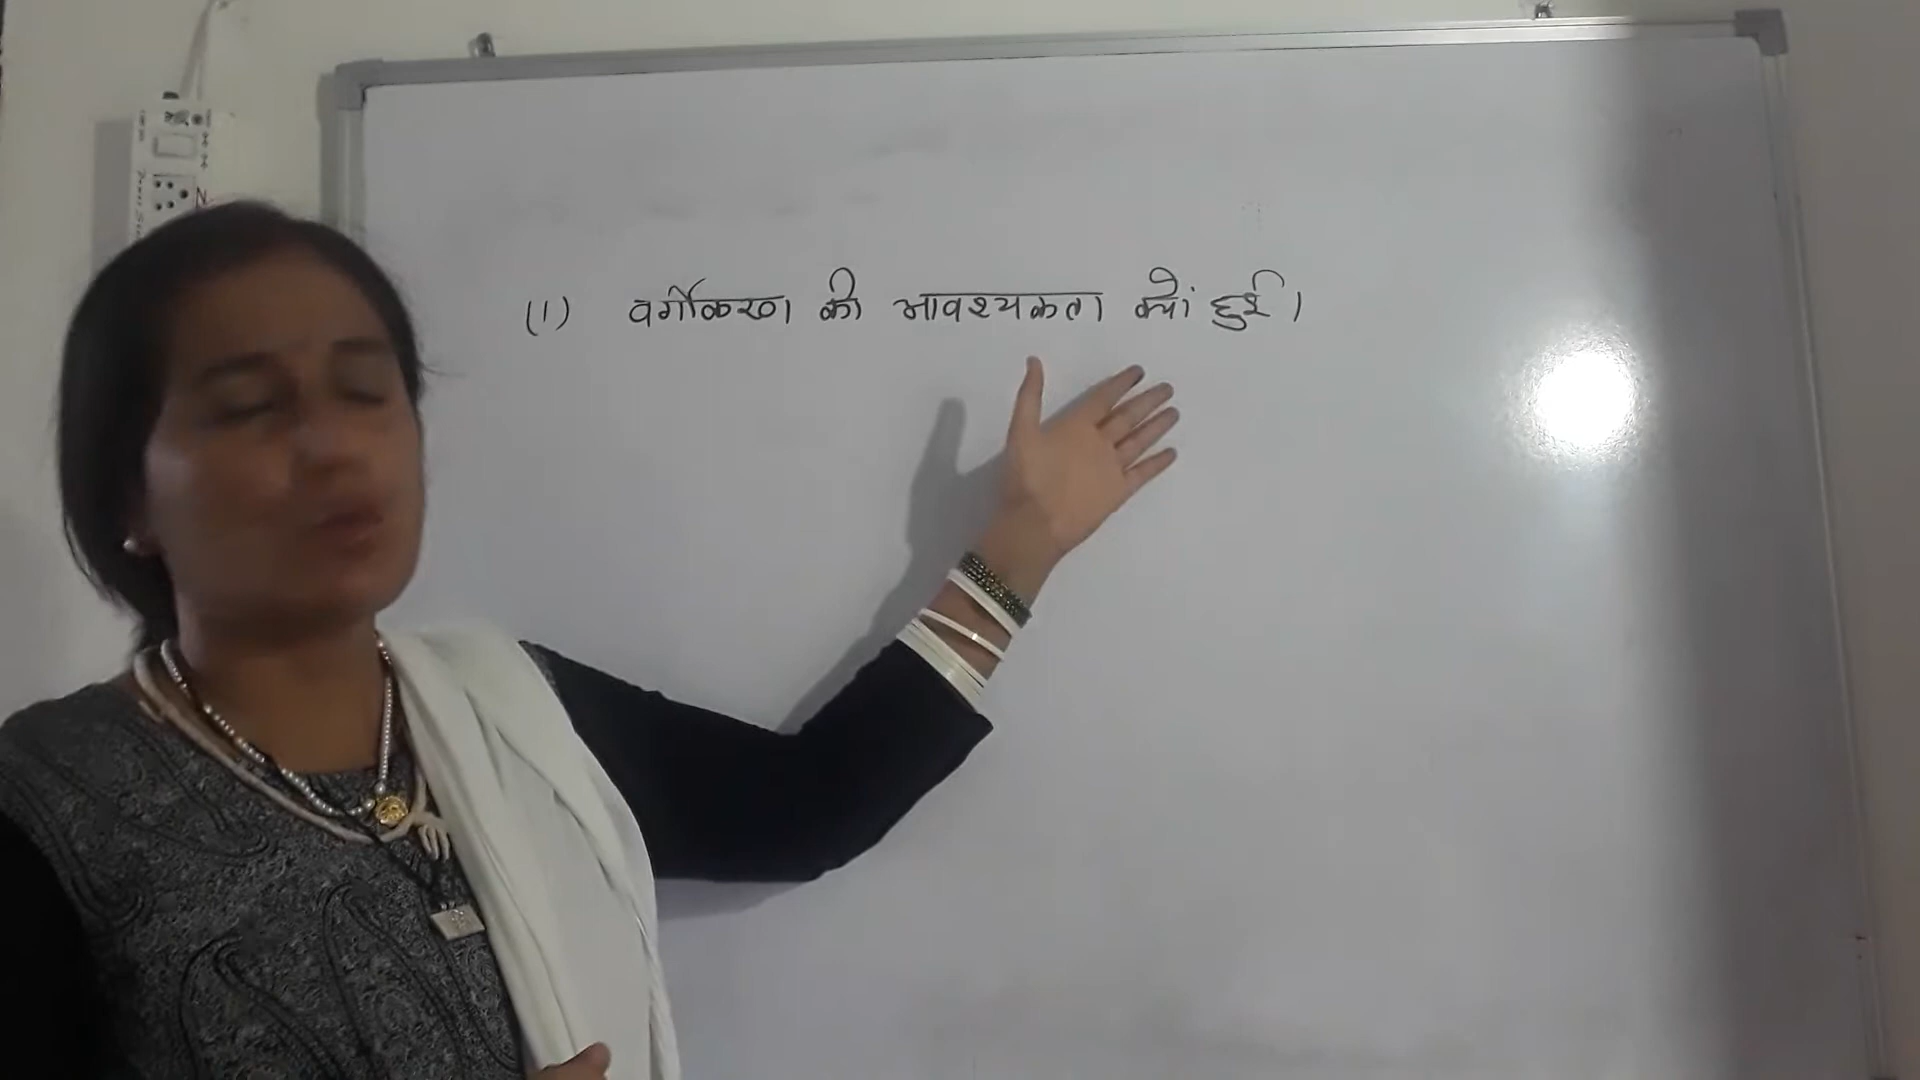 (1) वर्गीकरण की आवश्यकता क्यों हुई।